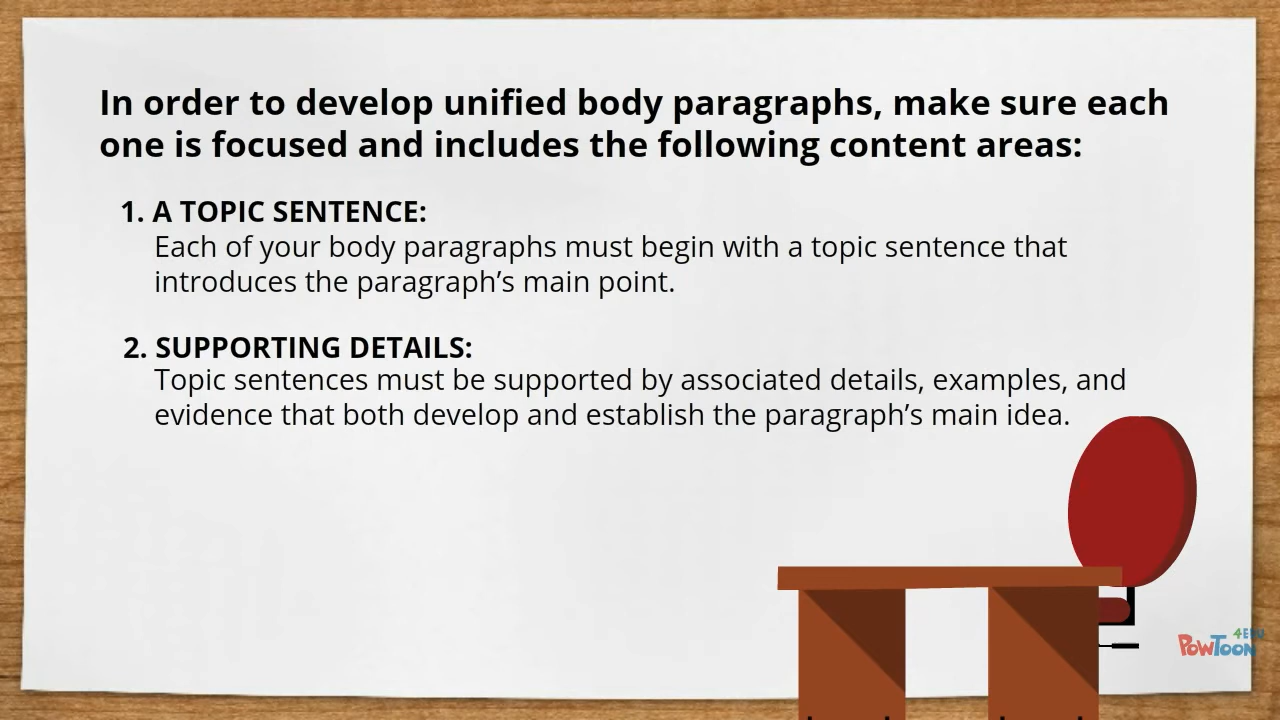 In order to develop unified body paragraphs, make sure each
one is focused and includes the following content areas:
1. A TOPIC SENTENCE:
Each of your body paragraphs must begin with a topic sentence that
introduces the paragraph’s main point.
2. SUPPORTING DETAILS:
Topic sentences must be supported by associated details, examples, and
evidence that both develop and establish the paragraph’s main idea.
4EDU
POWTOON